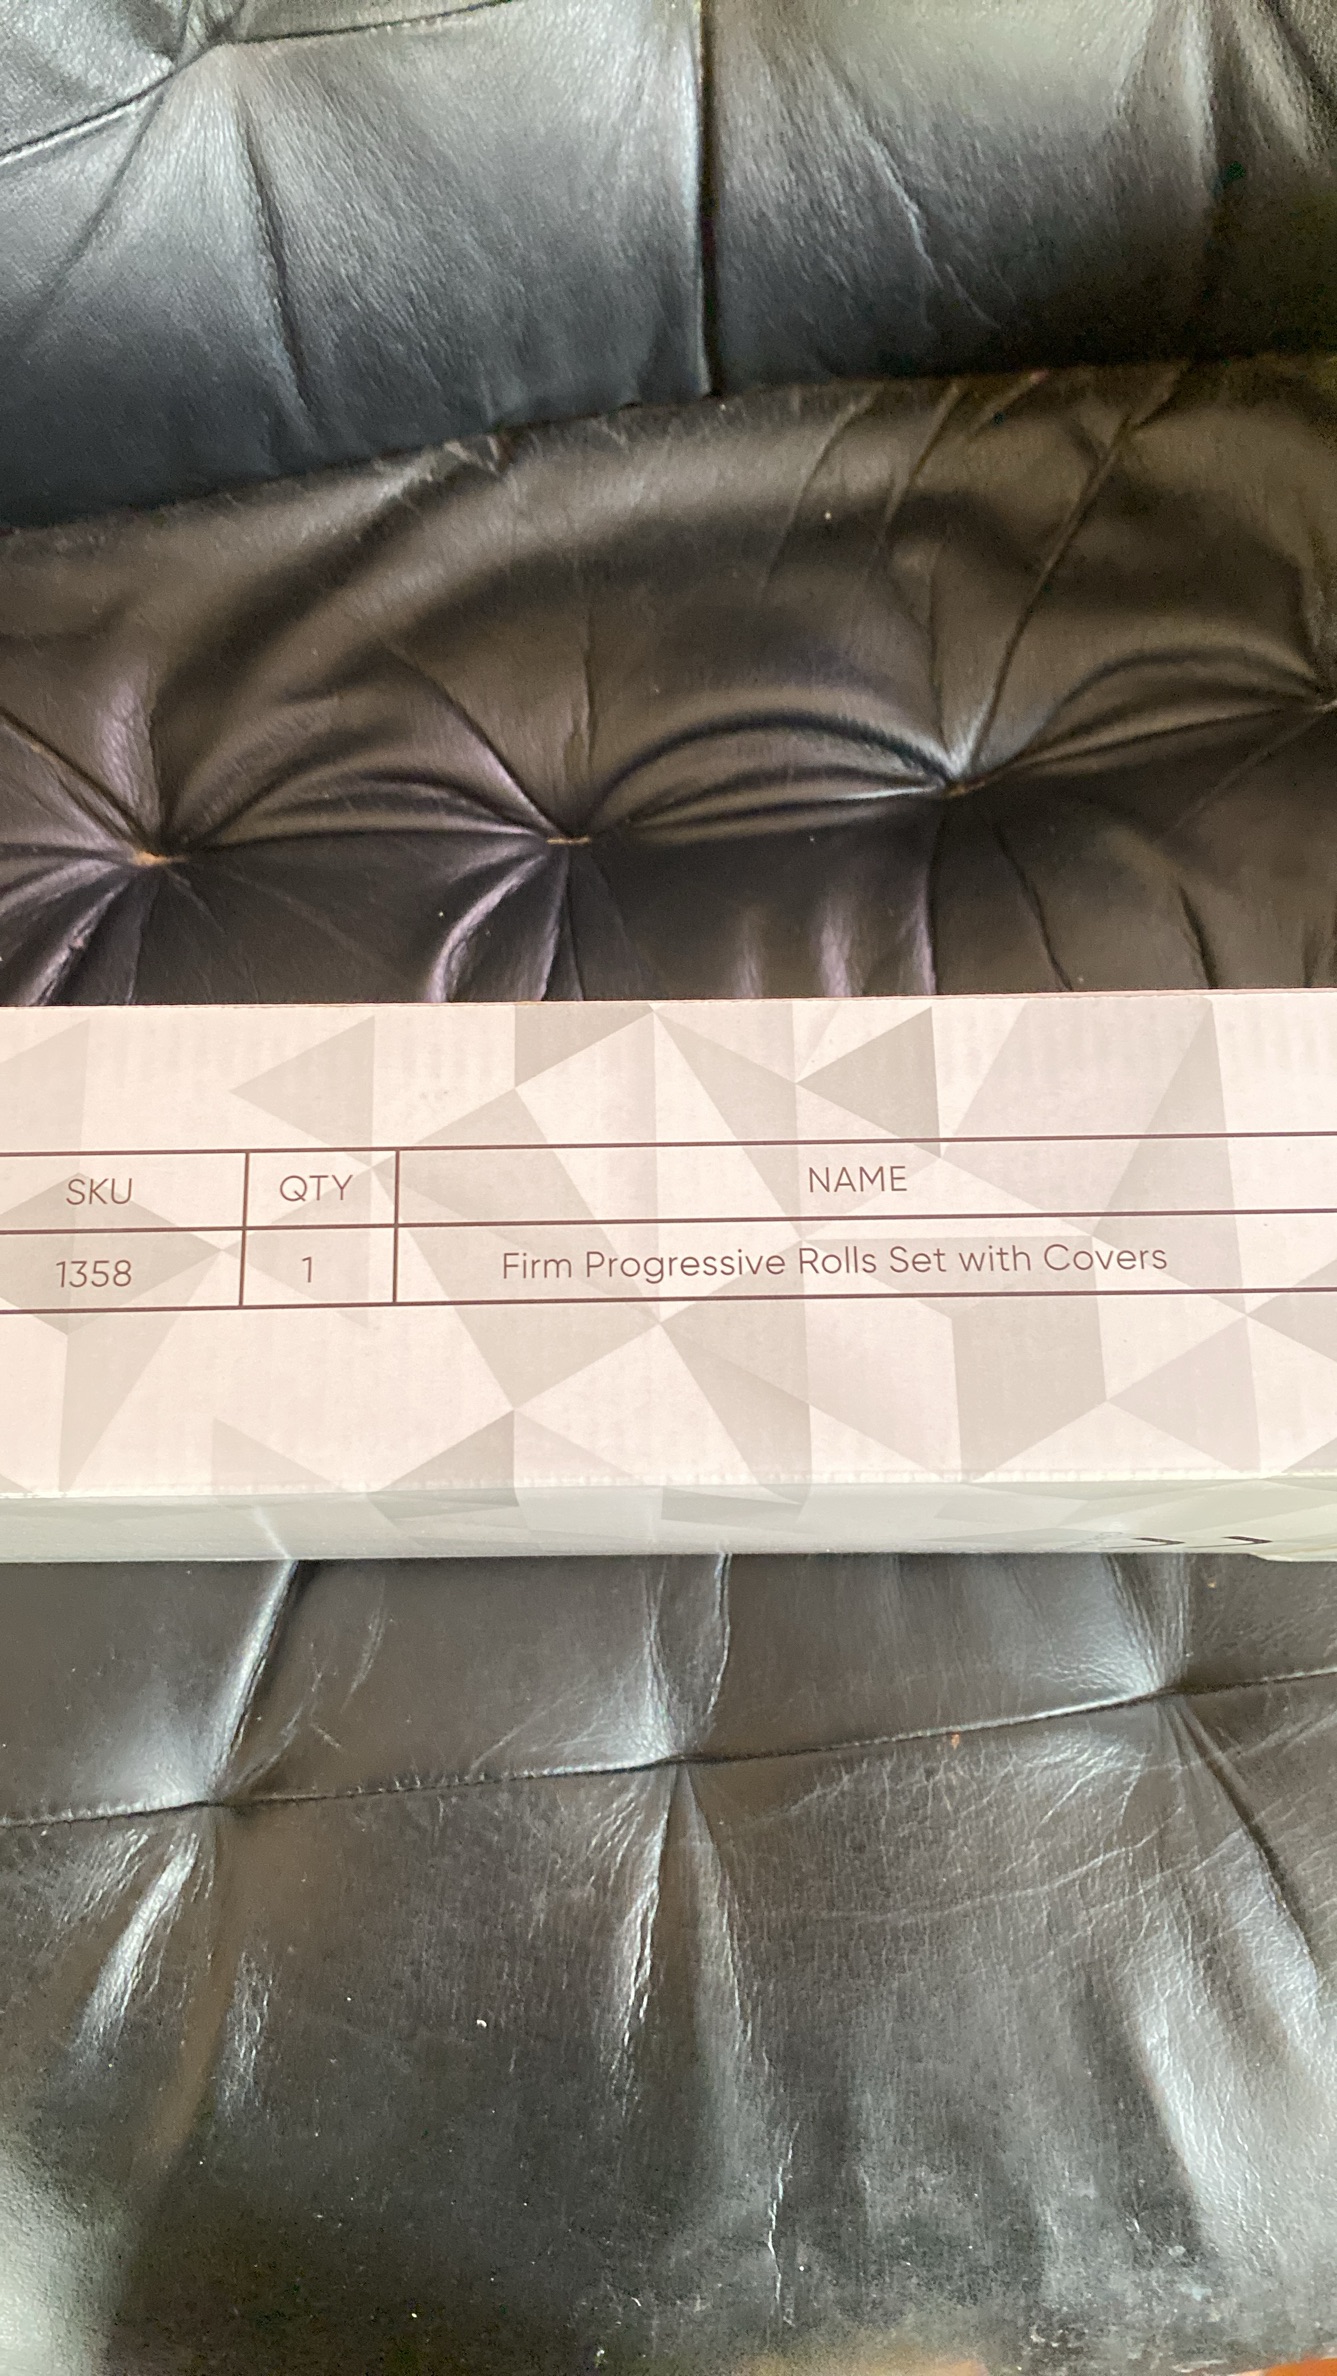 SKU QTY NAME
1358 1 Firm Progressive Rolls Set with Covers